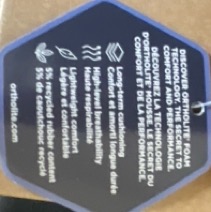 DISCOVER ORTHOLITE FOAM
TECHNOLOGY, THE SECRET TO
COMFORT AND PERFORMANCE.
DÉCOUVREZ LA TECHNOLOGIE
D'ORTHOLITE® MOUSSE, LE SECRET DU
CONFORT ET DE LA PERFORMANCE.
Long-term cushioning
Confort et amorti longue durée
High-level breathability
Haute respirabilité
Lightweight comfort
Légère et confortable
5% recycled rubber content
5% de caoutchouc recyclé
ortholite.com